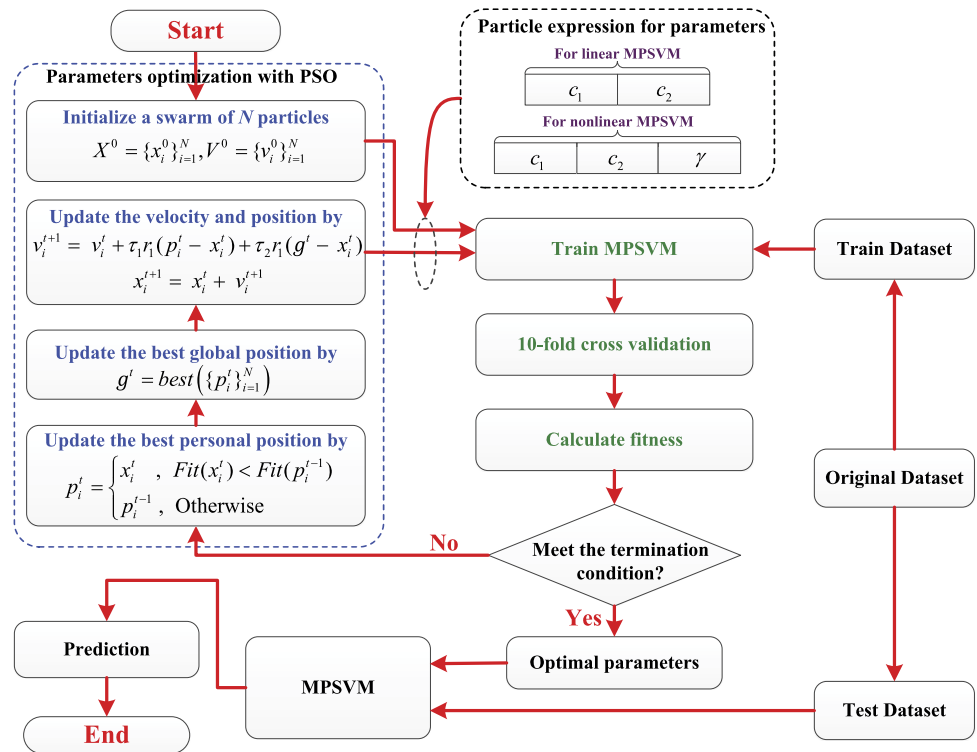 Start
Parameters optimization with PSO
Initialize a swarm of N particles
X^0 = {x_i^0}_{i=1}^N, V^0 = {v_i^0}_{i=1}^N
Update the velocity and position by
v_i^{t+1} = v_i^t + τ_1 r_1 (p_i^t − x_i^t) + τ_2 r_1 (g^t − x_i^t)
x_i^{t+1} = x_i^t + v_i^{t+1}
Update the best global position by
g^t = best({p_i^t}_{i=1}^N)
Update the best personal position by
p_i^t = { x_i^t , Fit(x_i^t) < Fit(p_i^{t−1})
p_i^{t−1} , Otherwise
Particle expression for parameters
For linear MPSVM
c_1 c_2
For nonlinear MPSVM
c_1 c_2 γ
Train MPSVM
10-fold cross validation
Calculate fitness
Meet the termination
condition?
No
Yes
Train Dataset
Original Dataset
Test Dataset
Optimal parameters
MPSVM
Prediction
End